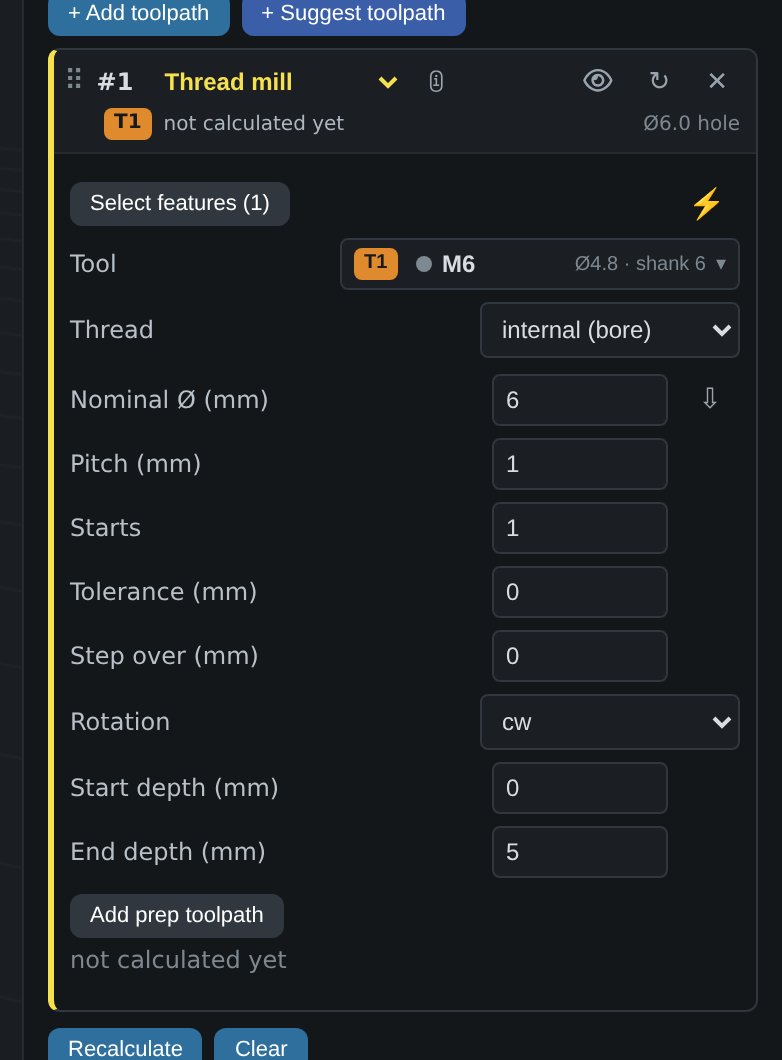 + Add toolpath + Suggest toolpath
#1 Thread mill
T1 not calculated yet Ø6.0 hole
Select features (1)
Tool T1 M6 Ø4.8 · shank 6
Thread internal (bore)
Nominal Ø (mm) 6
Pitch (mm) 1
Starts 1
Tolerance (mm) 0
Step over (mm) 0
Rotation cw
Start depth (mm) 0
End depth (mm) 5
Add prep toolpath
not calculated yet
Recalculate Clear